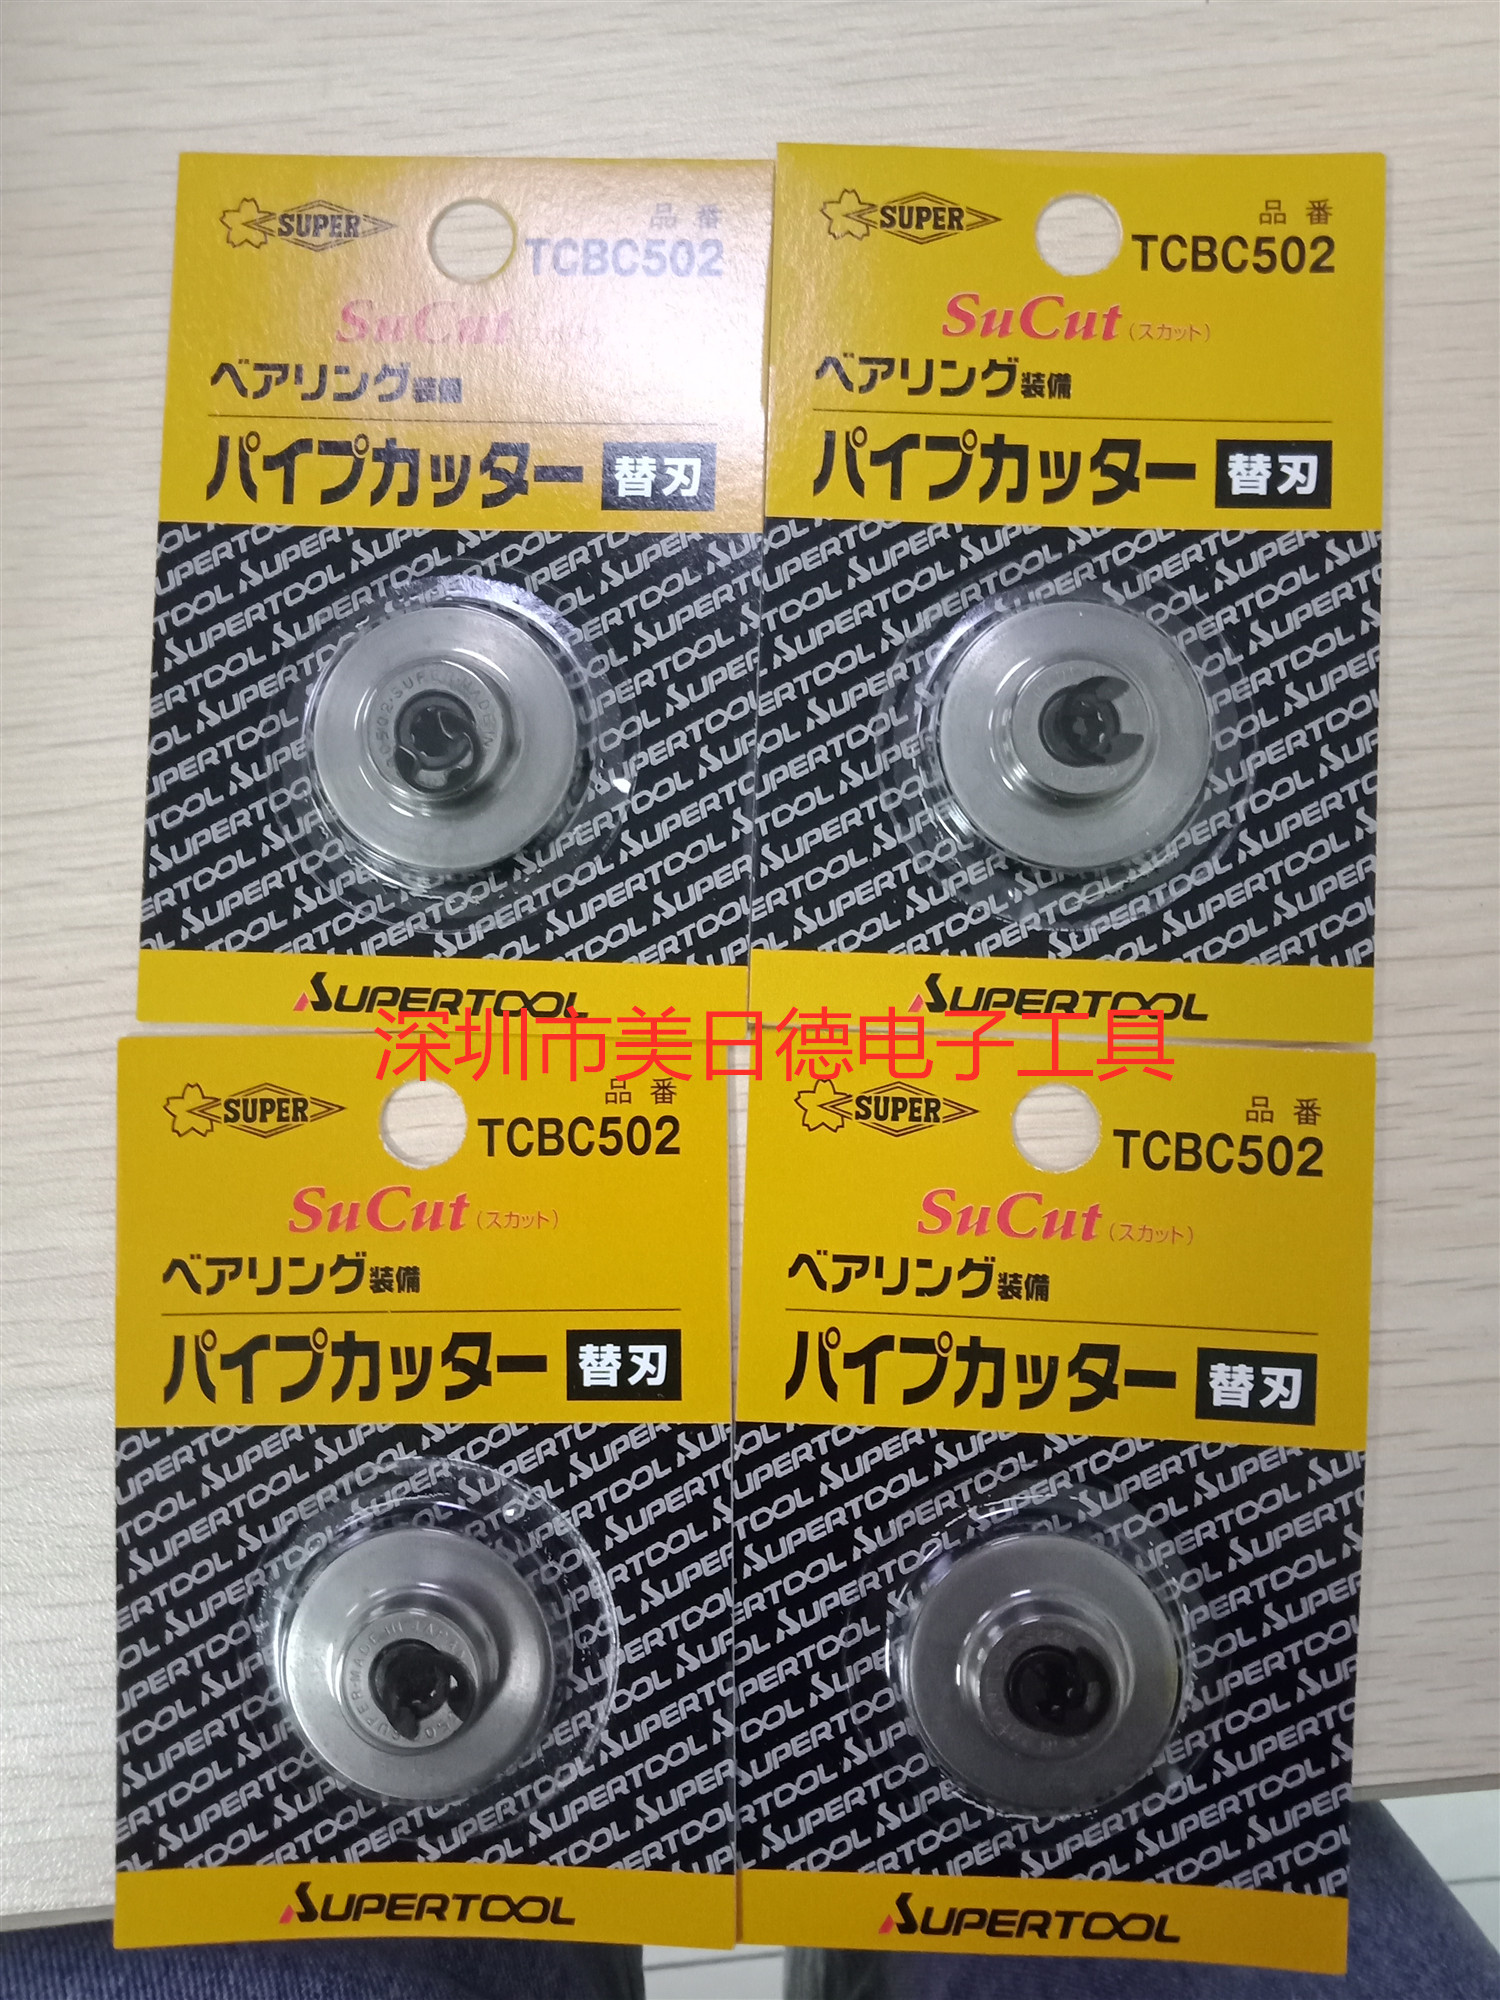 SUPER
品番
TCBC502
SuCut（スカット）
ベアリング装備
パイプカッター 替刃
SUPERTOOL
SUPER
品番
TCBC502
SuCut（スカット）
ベアリング装備
パイプカッター 替刃
SUPERTOOL
深圳市美日德电子工具
SUPER
品番
TCBC502
SuCut（スカット）
ベアリング装備
パイプカッター 替刃
SUPER·MADE IN JAPAN
SUPERTOOL
SUPER
品番
TCBC502
SuCut（スカット）
ベアリング装備
パイプカッター 替刃
SUPERTOOL